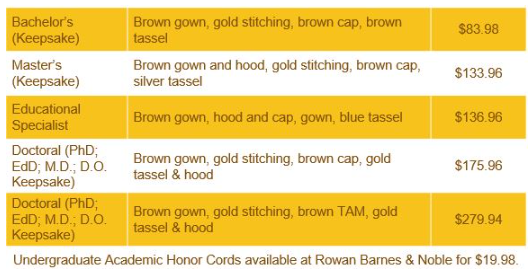 Bachelor's
(Keepsake)
Brown gown, gold stitching, brown cap, brown
tassel
$83.98
Master's
(Keepsake)
Brown gown and hood, gold stitching, brown cap,
silver tassel
$133.96
Educational
Specialist
Brown gown, hood and cap, gown, blue tassel
$136.96
Doctoral (PhD;
EdD; M.D.; D.O.
Keepsake)
Brown gown, gold stitching, brown cap, gold
tassel & hood
$175.96
Doctoral (PhD;
EdD; M.D.; D.O.
Keepsake)
Brown gown, gold stitching, brown TAM, gold
tassel & hood
$279.94
Undergraduate Academic Honor Cords available at Rowan Barnes & Noble for $19.98.